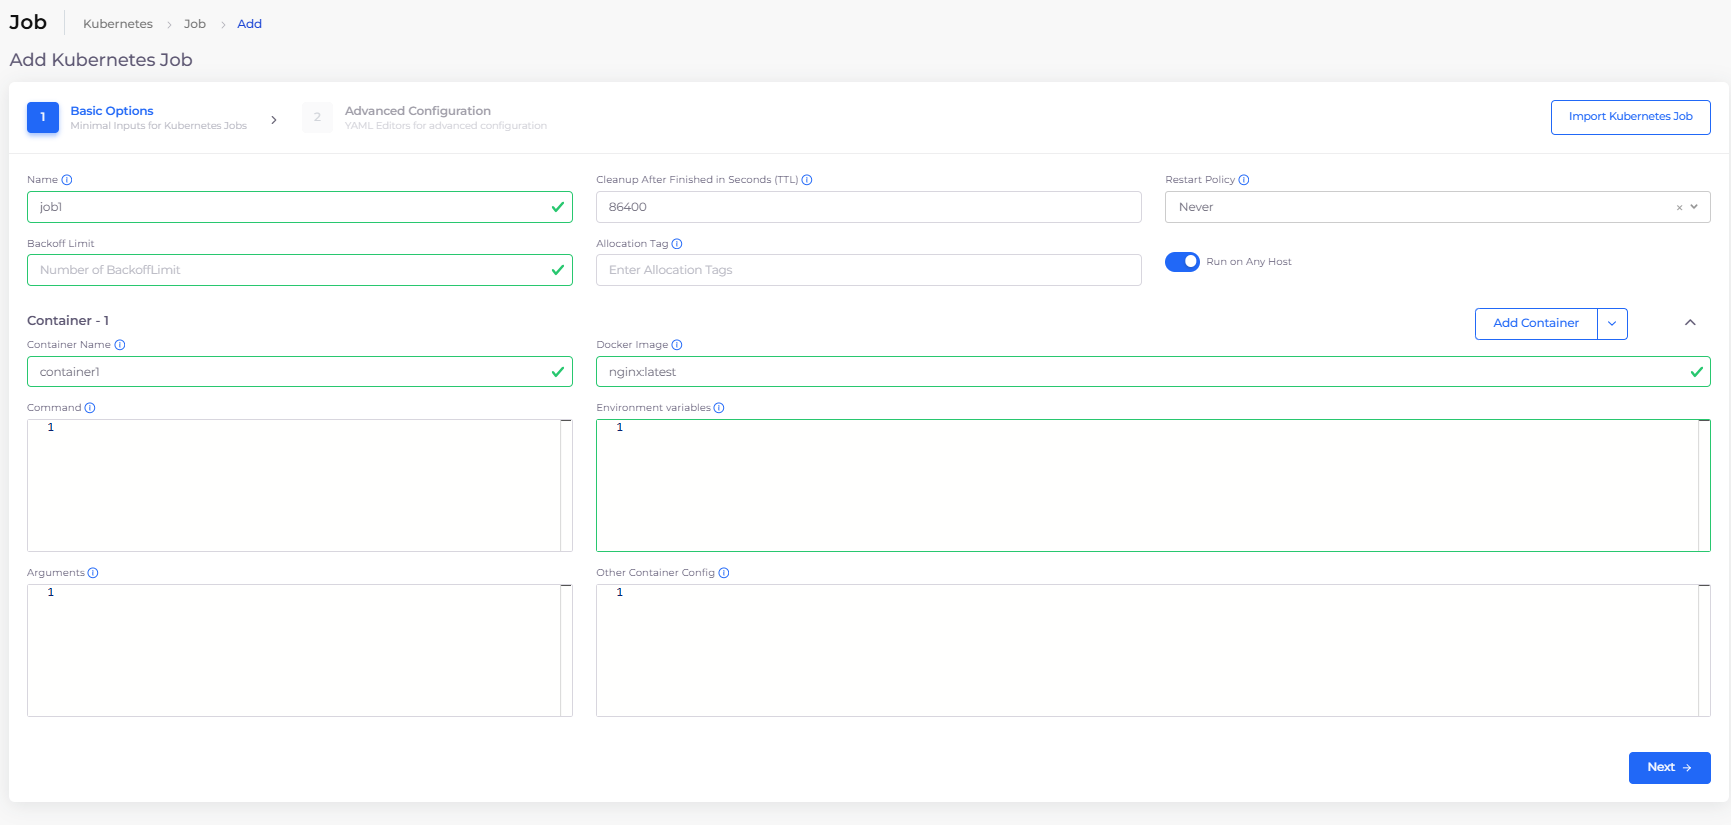 Job Kubernetes > Job > Add
Add Kubernetes Job
1 Basic Options
Minimal Inputs for Kubernetes Jobs
> 2 Advanced Configuration
YAML Editors for advanced configuration
Import Kubernetes Job
Name
job1
Cleanup After Finished in Seconds (TTL)
86400
Restart Policy
Never ×
Backoff Limit
Number of BackoffLimit
Allocation Tag
Enter Allocation Tags
Run on Any Host
Container - 1
Add Container
Container Name
container1
Docker Image
nginx:latest
Command
1
Environment variables
1
Arguments
1
Other Container Config
1
Next →